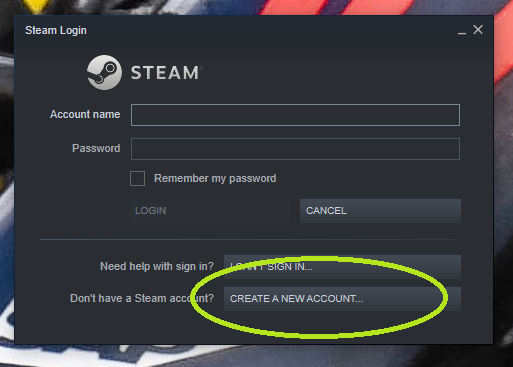 Steam Login
STEAM®
Account name
Password
Remember my password
LOGIN CANCEL
Need help with sign in? I CAN'T SIGN IN...
Don't have a Steam account? CREATE A NEW ACCOUNT...